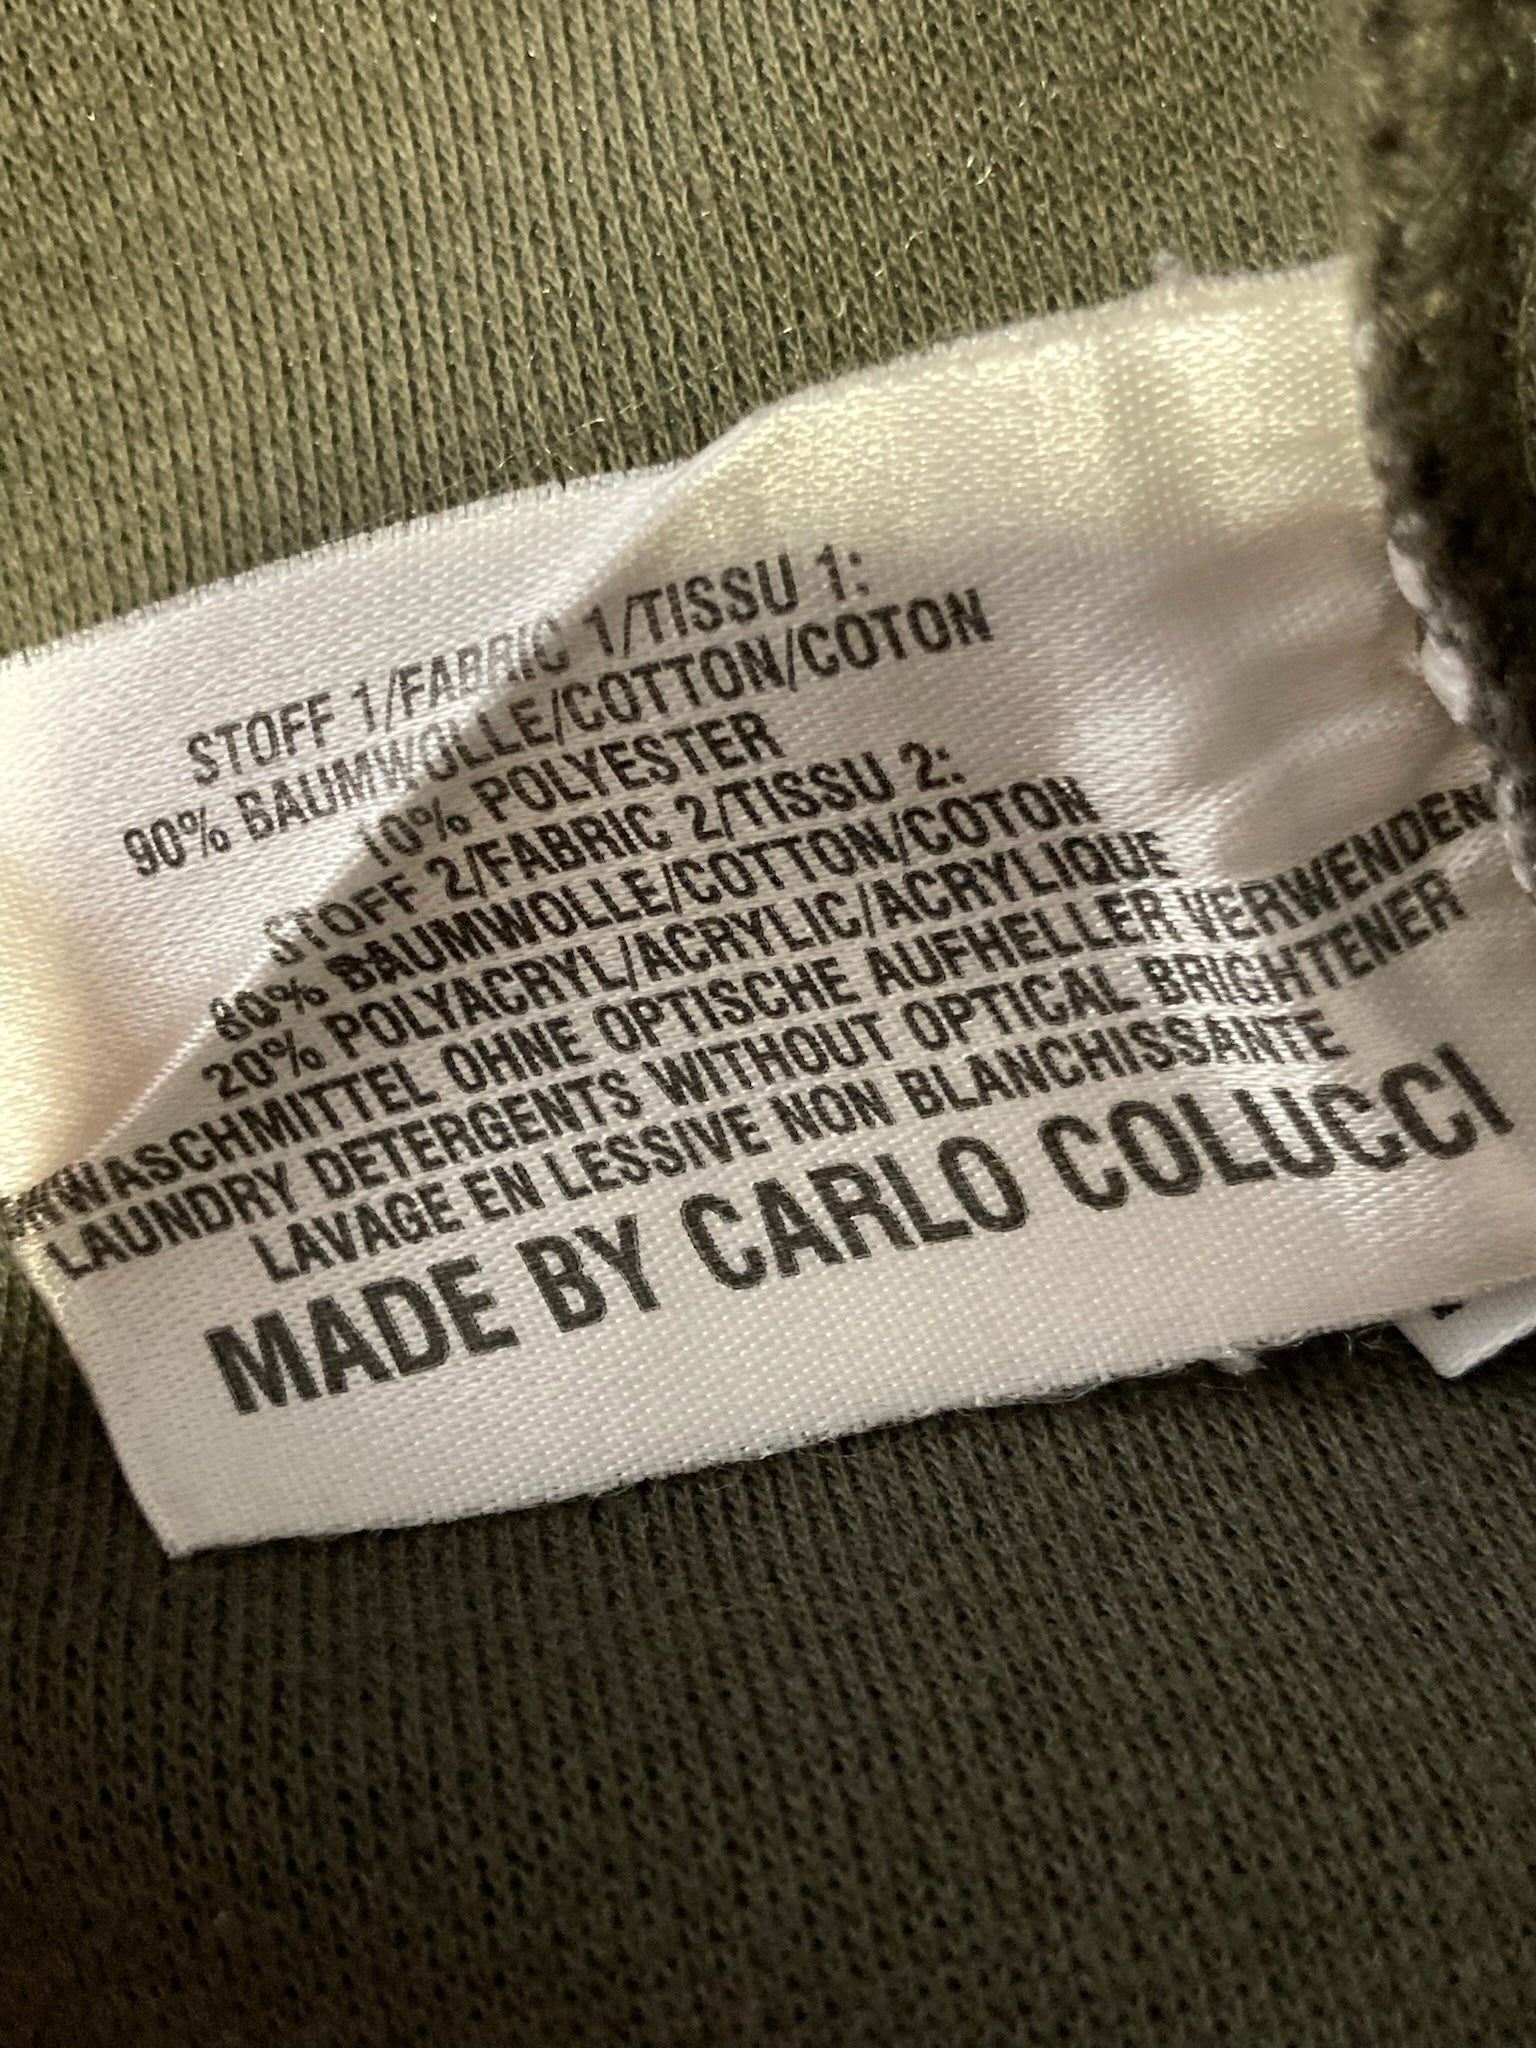 STOFF 1/FABRIC 1/TISSU 1:
90% BAUMWOLLE/COTTON/COTON
10% POLYESTER
STOFF 2/FABRIC 2/TISSU 2:
80% BAUMWOLLE/COTTON/COTON
20% POLYACRYL/ACRYLIC/ACRYLIQUE
WASCHMITTEL OHNE OPTISCHE AUFHELLER VERWENDEN
LAUNDRY DETERGENTS WITHOUT OPTICAL BRIGHTENER
LAVAGE EN LESSIVE NON BLANCHISSANTE
MADE BY CARLO COLUCCI